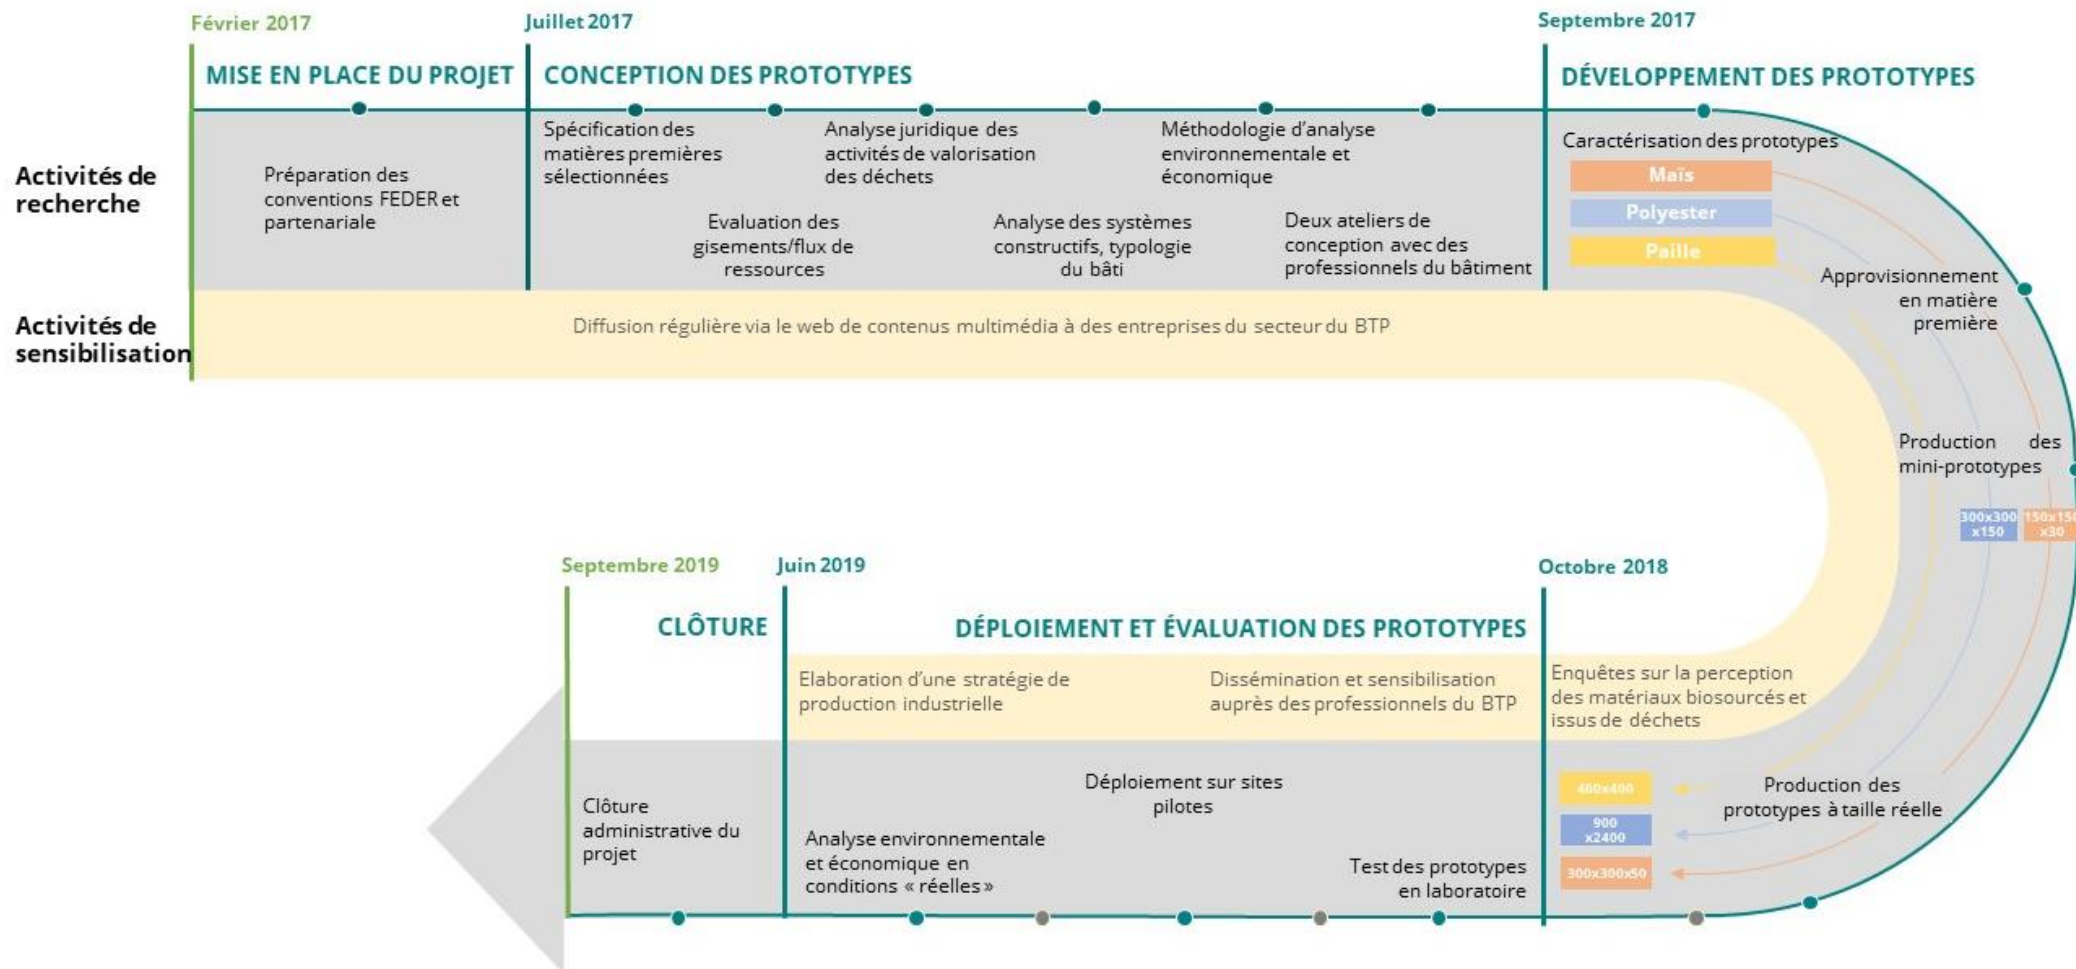 Février 2017
Juillet 2017
Septembre 2017
MISE EN PLACE DU PROJET
CONCEPTION DES PROTOTYPES
DÉVELOPPEMENT DES PROTOTYPES
Activités de
recherche
Préparation des
conventions FEDER et
partenariale
Spécification des
matières premières
sélectionnées
Evaluation des
gisements/flux de
ressources
Analyse juridique des
activités de valorisation
des déchets
Analyse des systèmes
constructifs, typologie
du bâti
Méthodologie d'analyse
environnementale et
économique
Deux ateliers de
conception avec des
professionnels du bâtiment
Caractérisation des prototypes
Maïs
Polyester
Paille
Approvisionnement
en matière
première
Activités de
sensibilisation
Diffusion régulière via le web de contenus multimédia à des entreprises du secteur du BTP
Production des
mini-prototypes
300x300
x150
150x150
x30
Octobre 2018
Juin 2019
Septembre 2019
DÉPLOIEMENT ET ÉVALUATION DES PROTOTYPES
CLÔTURE
Enquêtes sur la perception
des matériaux biosourcés et
issus de déchets
Dissémination et sensibilisation
auprès des professionnels du BTP
Elaboration d'une stratégie de
production industrielle
Production des
prototypes à taille réelle
400x400
900
x2400
300x300x50
Test des prototypes
en laboratoire
Déploiement sur sites
pilotes
Analyse environnementale
et économique en
conditions « réelles »
Clôture
administrative du
projet